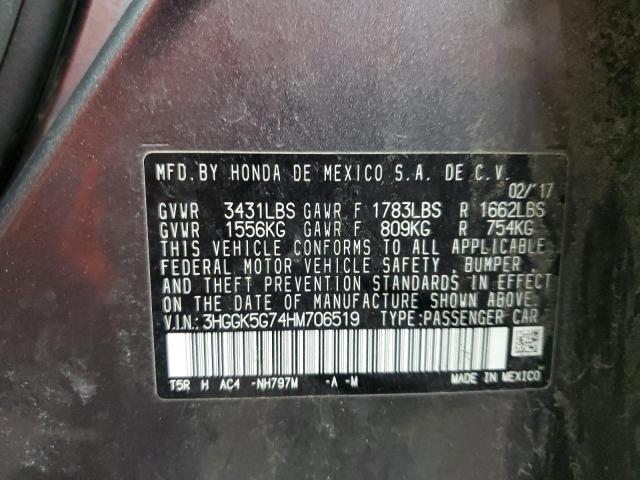 MFD. BY HONDA DE MEXICO S.A. DE C.V.
02/'17
GVWR 3431LBS GAWR F 1783LBS R 1662LBS
GVWR 1556KG GAWR F 809KG R 754KG
THIS VEHICLE CONFORMS TO ALL APPLICABLE
FEDERAL MOTOR VEHICLE SAFETY , BUMPER ,
AND THEFT PREVENTION STANDARDS IN EFFECT
ON THE DATE OF MANUFACTURE SHOWN ABOVE.
V.I.N.: 3HGGK5G74HM706519 TYPE:PASSENGER CAR
T5R H AC4 -NH797M -A -M MADE IN MEXICO